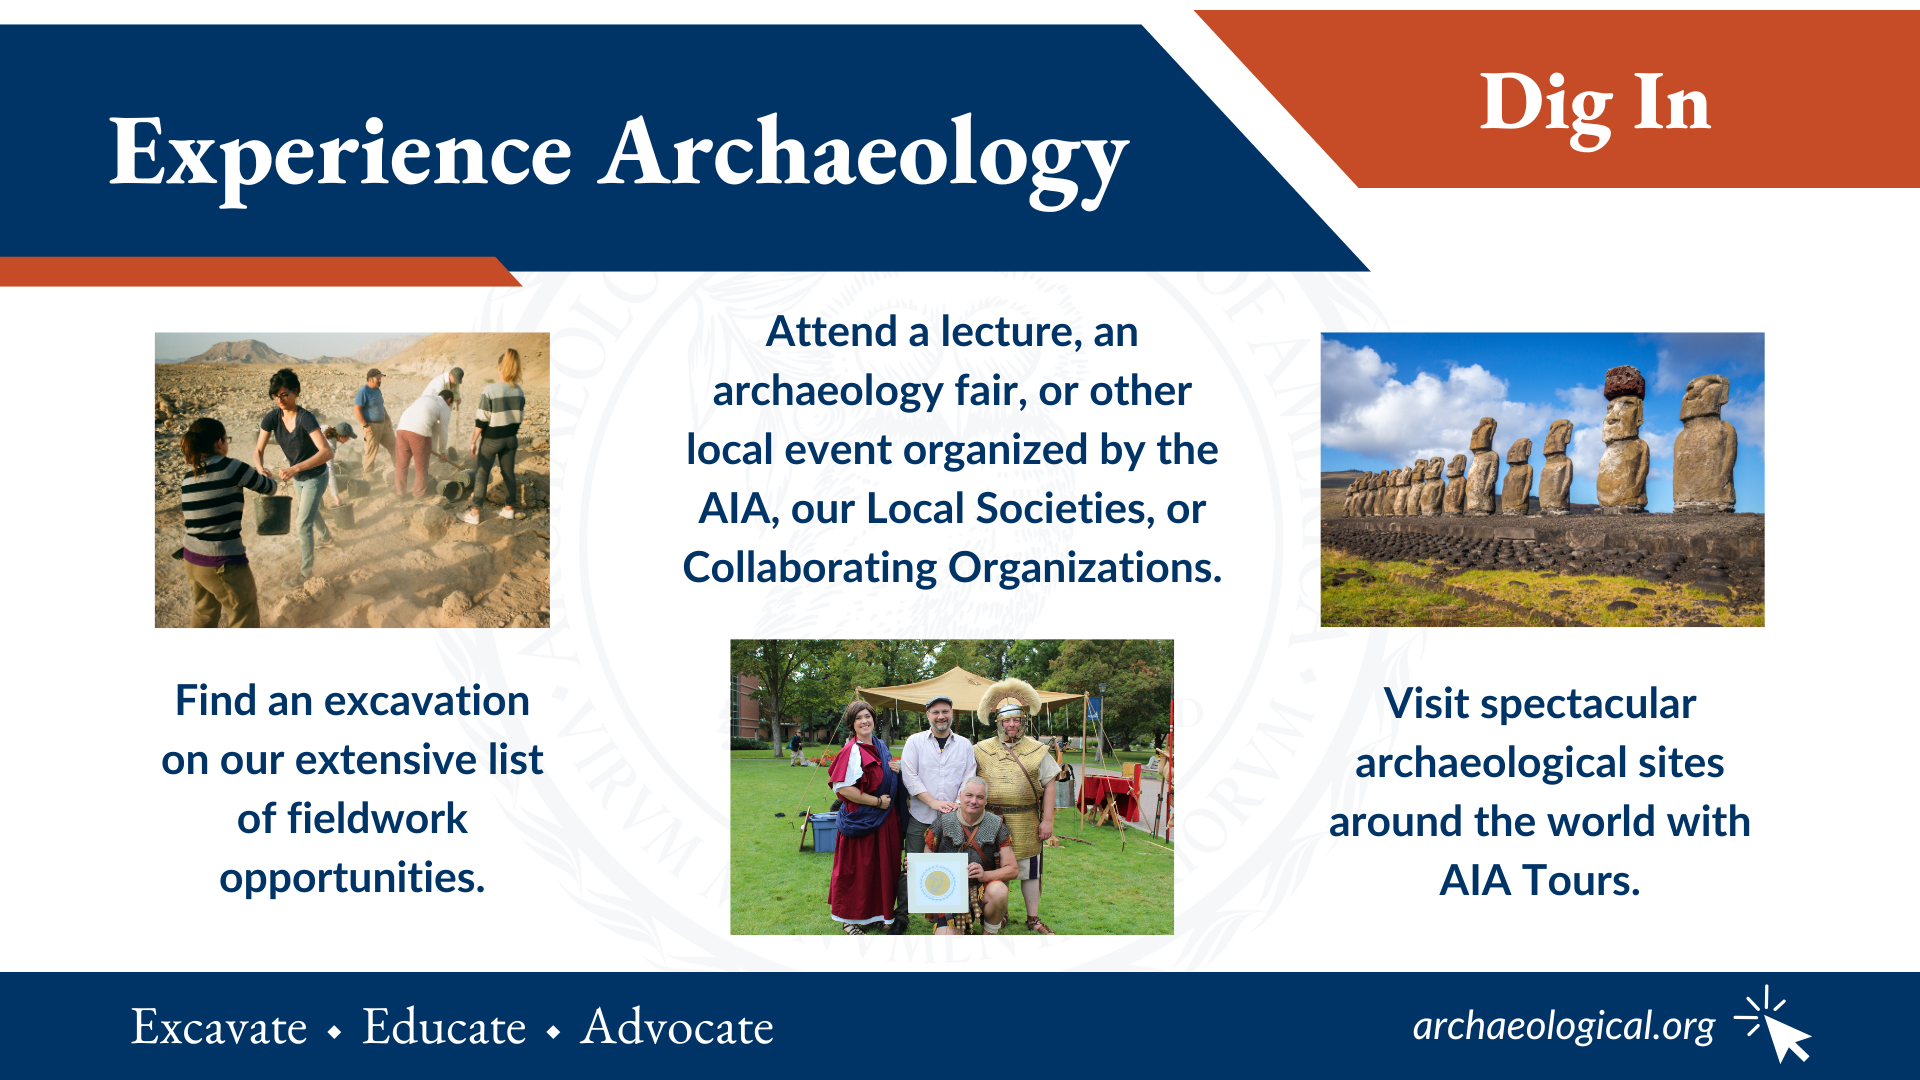 Experience Archaeology
Dig In
Find an excavation
on our extensive list
of fieldwork
opportunities.
Attend a lecture, an
archaeology fair, or other
local event organized by the
AIA, our Local Societies, or
Collaborating Organizations.
Visit spectacular
archaeological sites
around the world with
AIA Tours.
Excavate ⬥ Educate ⬥ Advocate
archaeological.org